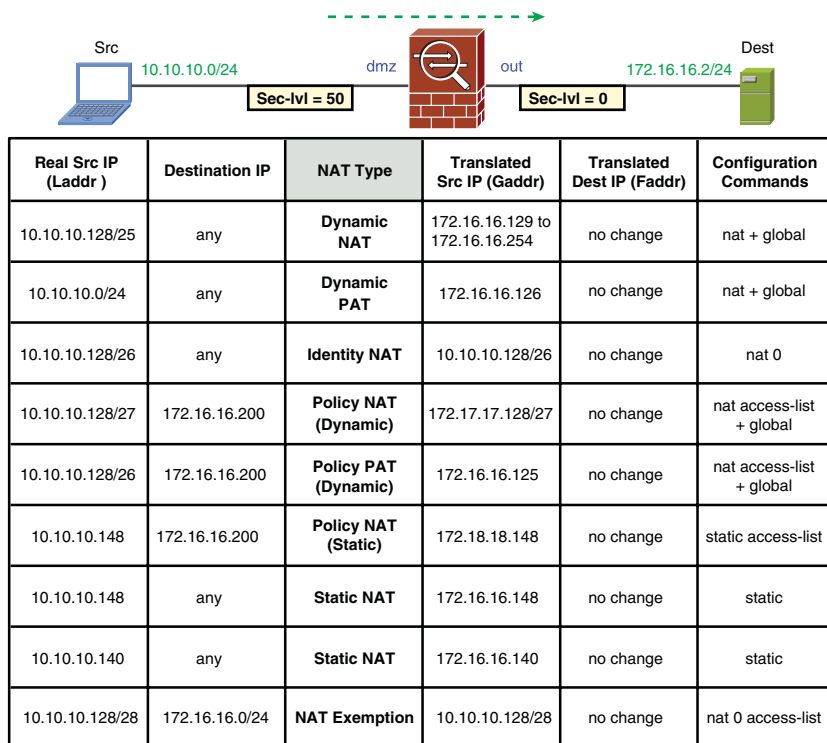 Src
Dest
10.10.10.0/24
dmz
out
172.16.16.2/24
Sec-lvl = 50
Sec-lvl = 0
Real Src IP
(Laddr )
Destination IP
NAT Type
Translated
Src IP (Gaddr)
Translated
Dest IP (Faddr)
Configuration
Commands
10.10.10.128/25
any
Dynamic
NAT
172.16.16.129 to
172.16.16.254
no change
nat + global
10.10.10.0/24
any
Dynamic
PAT
172.16.16.126
no change
nat + global
10.10.10.128/26
any
Identity NAT
10.10.10.128/26
no change
nat 0
10.10.10.128/27
172.16.16.200
Policy NAT
(Dynamic)
172.17.17.128/27
no change
nat access-list
+ global
10.10.10.128/26
172.16.16.200
Policy PAT
(Dynamic)
172.16.16.125
no change
nat access-list
+ global
10.10.10.148
172.16.16.200
Policy NAT
(Static)
172.18.18.148
no change
static access-list
10.10.10.148
any
Static NAT
172.16.16.148
no change
static
10.10.10.140
any
Static NAT
172.16.16.140
no change
static
10.10.10.128/28
172.16.16.0/24
NAT Exemption
10.10.10.128/28
no change
nat 0 access-list